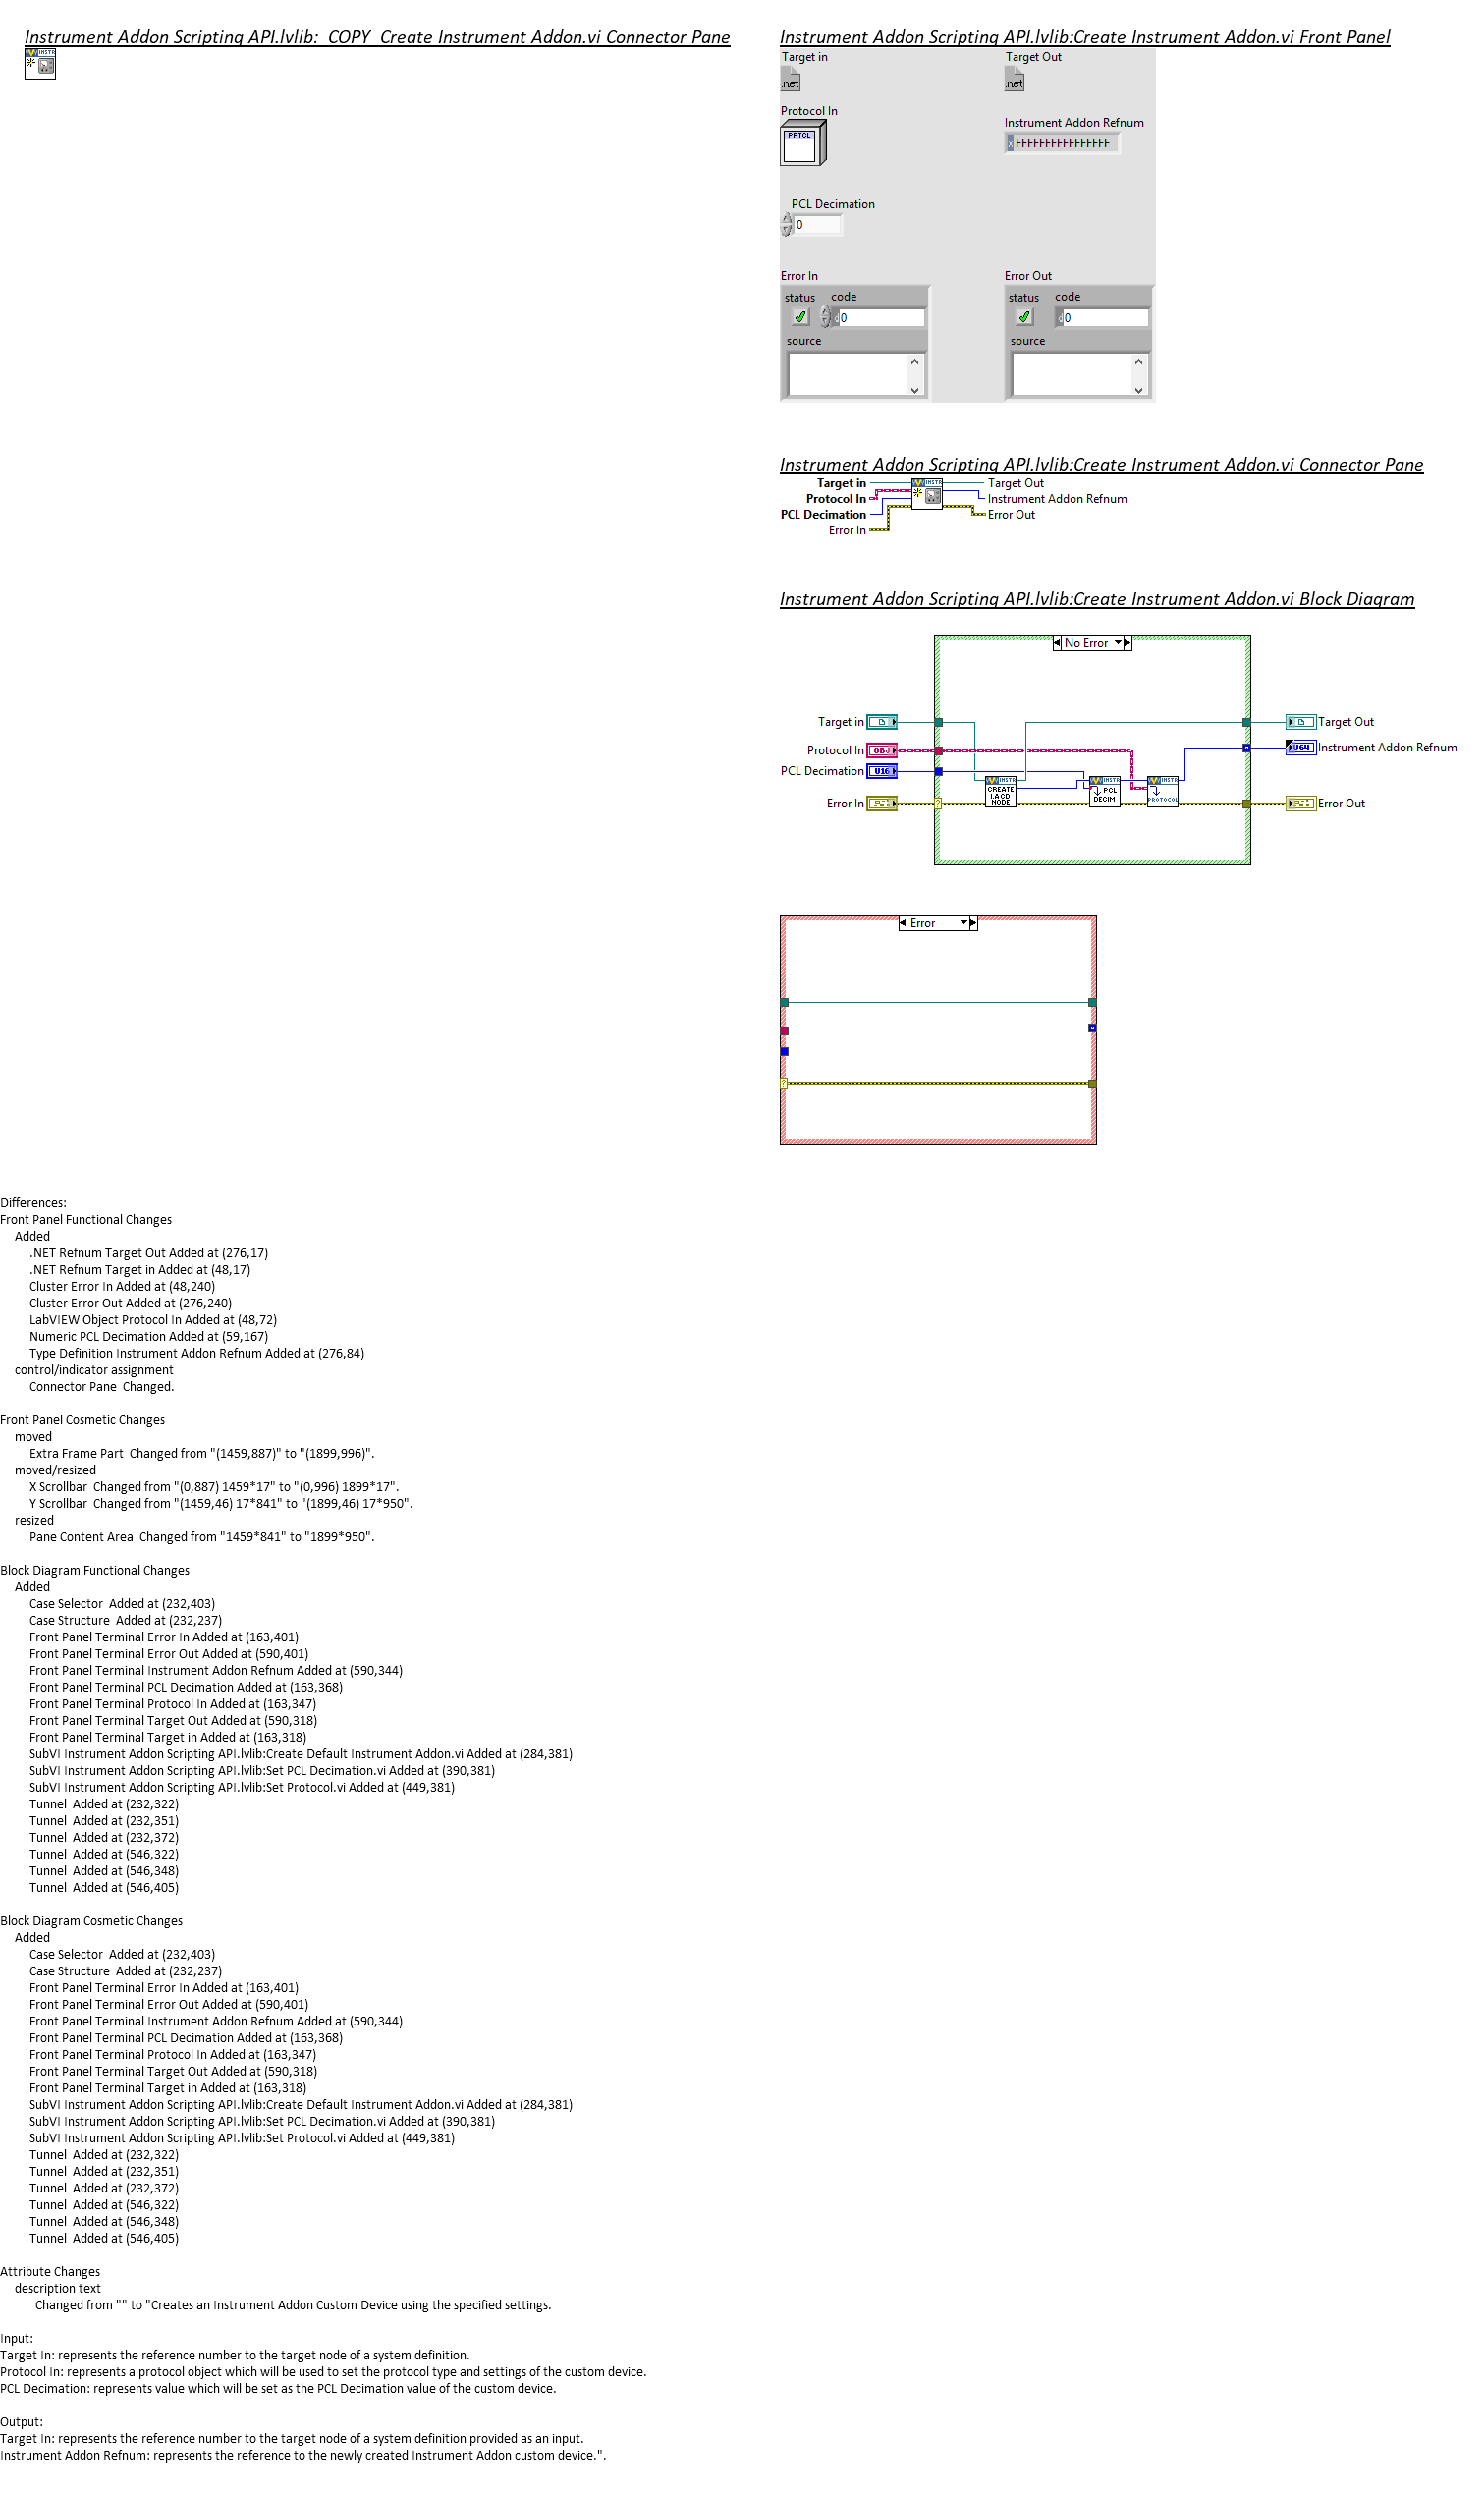 Instrument Addon Scripting API.lvlib:_COPY_Create Instrument Addon.vi Connector Pane
INSTR
Instrument Addon Scripting API.lvlib:Create Instrument Addon.vi Front Panel
Target in
Target Out
.net
.net
Protocol In
PRTCL
Instrument Addon Refnum
x FFFFFFFFFFFFFFFF
PCL Decimation
0
Error In
Error Out
status code
status code
d0
d0
source
source
Instrument Addon Scripting API.lvlib:Create Instrument Addon.vi Connector Pane
Target in
INSTR
Target Out
Protocol In
Instrument Addon Refnum
PCL Decimation
Error Out
Error In
Instrument Addon Scripting API.lvlib:Create Instrument Addon.vi Block Diagram
No Error
Target in
Target Out
Protocol In
OBJ
U64
Instrument Addon Refnum
PCL Decimation
U16
INSTR
CREATE
I.A CD
NODE
INSTR
PCL
DECIM
INSTR
PROTOCOL
Error In
?
Error Out
Error
?
Differences:
Front Panel Functional Changes
Added
.NET Refnum Target Out Added at (276,17)
.NET Refnum Target in Added at (48,17)
Cluster Error In Added at (48,240)
Cluster Error Out Added at (276,240)
LabVIEW Object Protocol In Added at (48,72)
Numeric PCL Decimation Added at (59,167)
Type Definition Instrument Addon Refnum Added at (276,84)
control/indicator assignment
Connector Pane  Changed.
Front Panel Cosmetic Changes
moved
Extra Frame Part  Changed from "(1459,887)" to "(1899,996)".
moved/resized
X Scrollbar  Changed from "(0,887) 1459*17" to "(0,996) 1899*17".
Y Scrollbar  Changed from "(1459,46) 17*841" to "(1899,46) 17*950".
resized
Pane Content Area  Changed from "1459*841" to "1899*950".
Block Diagram Functional Changes
Added
Case Selector  Added at (232,403)
Case Structure  Added at (232,237)
Front Panel Terminal Error In Added at (163,401)
Front Panel Terminal Error Out Added at (590,401)
Front Panel Terminal Instrument Addon Refnum Added at (590,344)
Front Panel Terminal PCL Decimation Added at (163,368)
Front Panel Terminal Protocol In Added at (163,347)
Front Panel Terminal Target Out Added at (590,318)
Front Panel Terminal Target in Added at (163,318)
SubVI Instrument Addon Scripting API.lvlib:Create Default Instrument Addon.vi Added at (284,381)
SubVI Instrument Addon Scripting API.lvlib:Set PCL Decimation.vi Added at (390,381)
SubVI Instrument Addon Scripting API.lvlib:Set Protocol.vi Added at (449,381)
Tunnel  Added at (232,322)
Tunnel  Added at (232,351)
Tunnel  Added at (232,372)
Tunnel  Added at (546,322)
Tunnel  Added at (546,348)
Tunnel  Added at (546,405)
Block Diagram Cosmetic Changes
Added
Case Selector  Added at (232,403)
Case Structure  Added at (232,237)
Front Panel Terminal Error In Added at (163,401)
Front Panel Terminal Error Out Added at (590,401)
Front Panel Terminal Instrument Addon Refnum Added at (590,344)
Front Panel Terminal PCL Decimation Added at (163,368)
Front Panel Terminal Protocol In Added at (163,347)
Front Panel Terminal Target Out Added at (590,318)
Front Panel Terminal Target in Added at (163,318)
SubVI Instrument Addon Scripting API.lvlib:Create Default Instrument Addon.vi Added at (284,381)
SubVI Instrument Addon Scripting API.lvlib:Set PCL Decimation.vi Added at (390,381)
SubVI Instrument Addon Scripting API.lvlib:Set Protocol.vi Added at (449,381)
Tunnel  Added at (232,322)
Tunnel  Added at (232,351)
Tunnel  Added at (232,372)
Tunnel  Added at (546,322)
Tunnel  Added at (546,348)
Tunnel  Added at (546,405)
Attribute Changes
description text
Changed from "" to "Creates an Instrument Addon Custom Device using the specified settings.
Input:
Target In: represents the reference number to the target node of a system definition.
Protocol In: represents a protocol object which will be used to set the protocol type and settings of the custom device.
PCL Decimation: represents value which will be set as the PCL Decimation value of the custom device.
Output:
Target In: represents the reference number to the target node of a system definition provided as an input.
Instrument Addon Refnum: represents the reference to the newly created Instrument Addon custom device.".